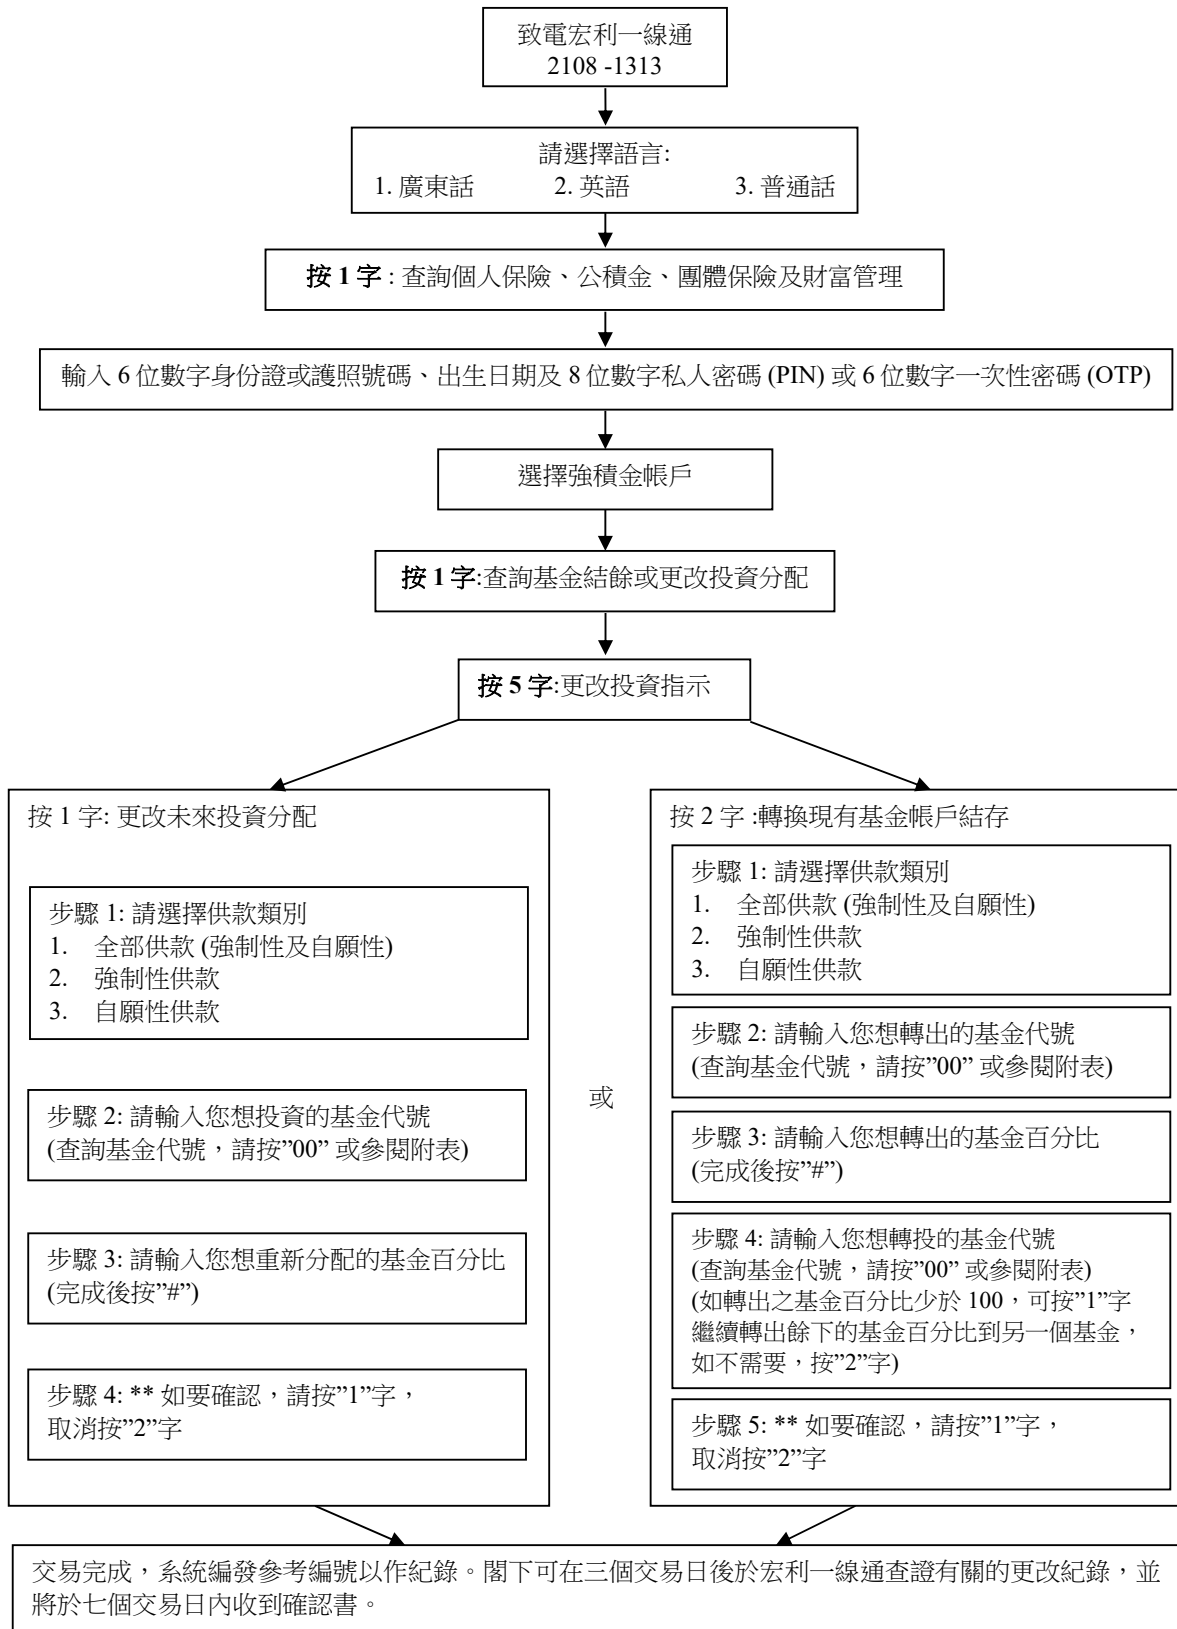 致電宏利一線通
2108 -1313
請選擇語言:
1. 廣東話 2. 英語 3. 普通話
按 1 字 : 查詢個人保險、公積金、團體保險及財富管理
輸入 6 位數字身份證或護照號碼、出生日期及 8 位數字私人密碼 (PIN) 或 6 位數字一次性密碼 (OTP)
選擇強積金帳戶
按 1 字:查詢基金結餘或更改投資分配
按 5 字:更改投資指示
按 1 字: 更改未來投資分配
步驟 1: 請選擇供款類別
1. 全部供款 (強制性及自願性)
2. 強制性供款
3. 自願性供款
步驟 2: 請輸入您想投資的基金代號
(查詢基金代號，請按”00” 或參閱附表)
步驟 3: 請輸入您想重新分配的基金百分比
(完成後按”#”)
步驟 4: ** 如要確認，請按”1”字，
取消按”2”字
或
按 2 字 :轉換現有基金帳戶結存
步驟 1: 請選擇供款類別
1. 全部供款 (強制性及自願性)
2. 強制性供款
3. 自願性供款
步驟 2: 請輸入您想轉出的基金代號
(查詢基金代號，請按”00” 或參閱附表)
步驟 3: 請輸入您想轉出的基金百分比
(完成後按”#”)
步驟 4: 請輸入您想轉投的基金代號
(查詢基金代號，請按”00” 或參閱附表)
(如轉出之基金百分比少於 100，可按”1”字
繼續轉出餘下的基金百分比到另一個基金，
如不需要，按”2”字)
步驟 5: ** 如要確認，請按”1”字，
取消按”2”字
交易完成，系統編發參考編號以作紀錄。閣下可在三個交易日後於宏利一線通查證有關的更改紀錄，並
將於七個交易日內收到確認書。